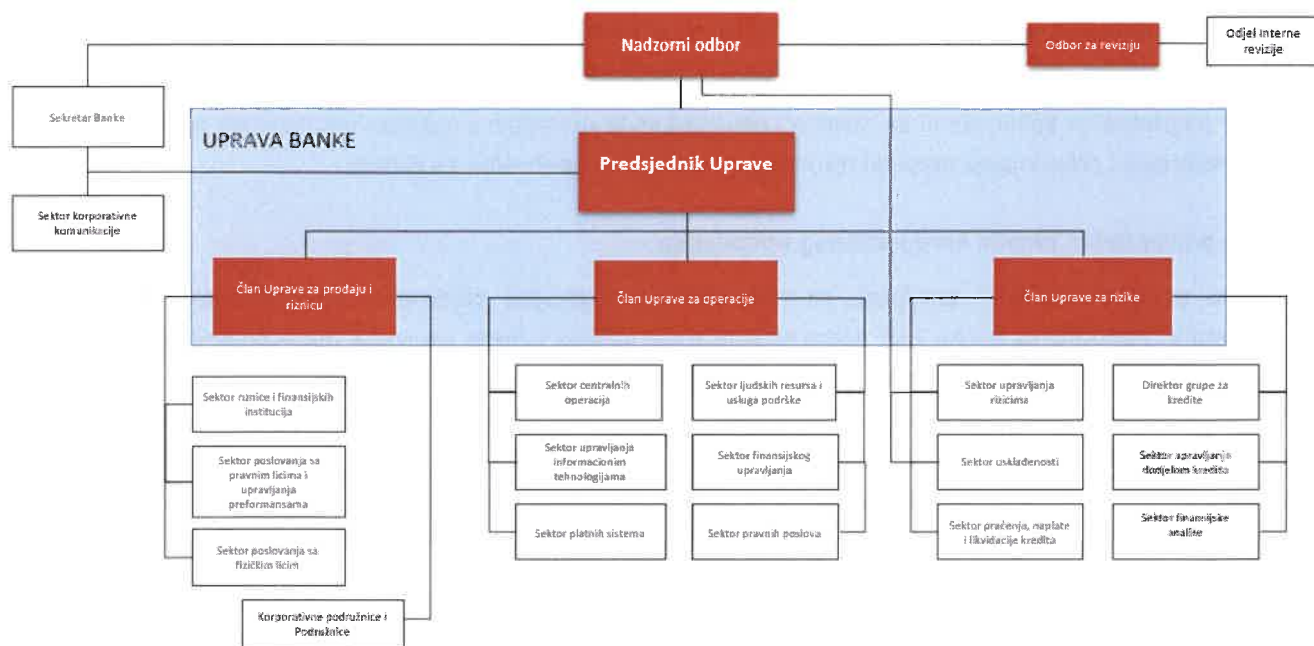 Nadzorni odbor
Odbor za reviziju
Odjel Interne
revizije
Sekretar Banke
UPRAVA BANKE
Predsjednik Uprave
Sektor korporativne
komunikacije
Član Uprave za prodaju i
riznicu
Član Uprave za operacije
Član Uprave za rizike
Sektor riznice i finansijskih
institucija
Sektor poslovanja sa
pravnim licima i
upravljanja
preformansama
Sektor poslovanja sa
fizičkim licim
Korporativne podružnice i
Podružnice
Sektor centralnih
operacija
Sektor ljudskih resursa i
usluga podrške
Sektor upravljanja
informacionim
tehnologijama
Sektor finansijskog
upravljanja
Sektor platnih sistema
Sektor pravnih poslova
Sektor upravljanja
rizicima
Direktor grupe za
kredite
Sektor usklađenosti
Sektor upravljanja
dodjelom kredita
Sektor praćenja, naplate
i likvidacije kredita
Sektor finansijske
analize